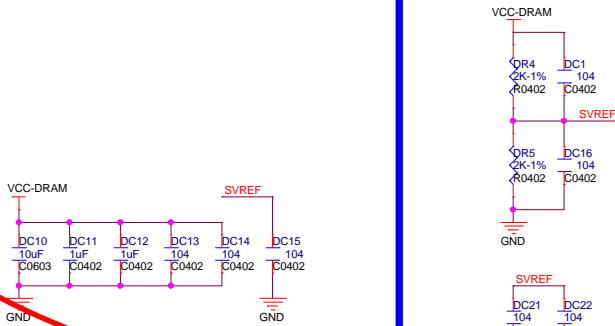 VCC-DRAM
DR4
2K-1%
R0402
DC1
104
C0402
SVREF
DR5
2K-1%
R0402
DC16
104
C0402
GND
VCC-DRAM
SVREF
DC10
10uF
C0603
DC11
1uF
C0402
DC12
1uF
C0402
DC13
104
C0402
DC14
104
C0402
DC15
104
C0402
GND
GND
SVREF
DC21
104
DC22
104